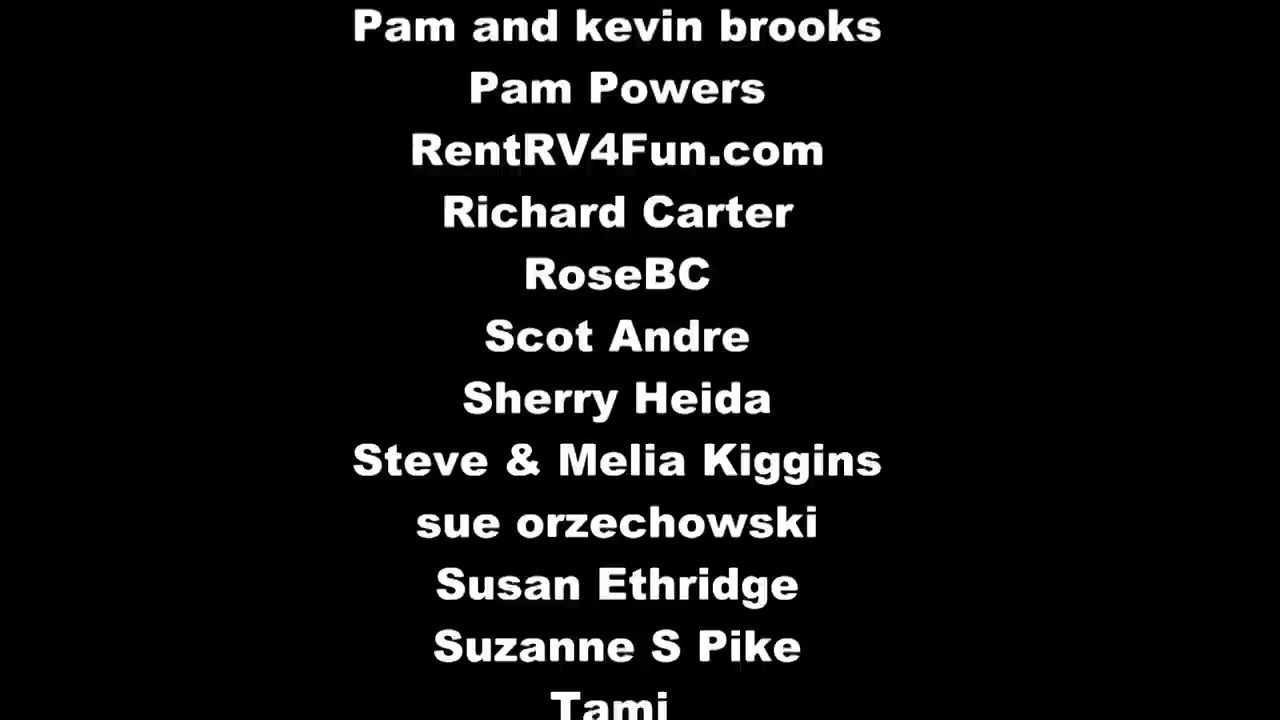 Pam and kevin brooks
Pam Powers
RentRV4Fun.com
Richard Carter
RoseBC
Scot Andre
Sherry Heida
Steve & Melia Kiggins
sue orzechowski
Susan Ethridge
Suzanne S Pike
Tami